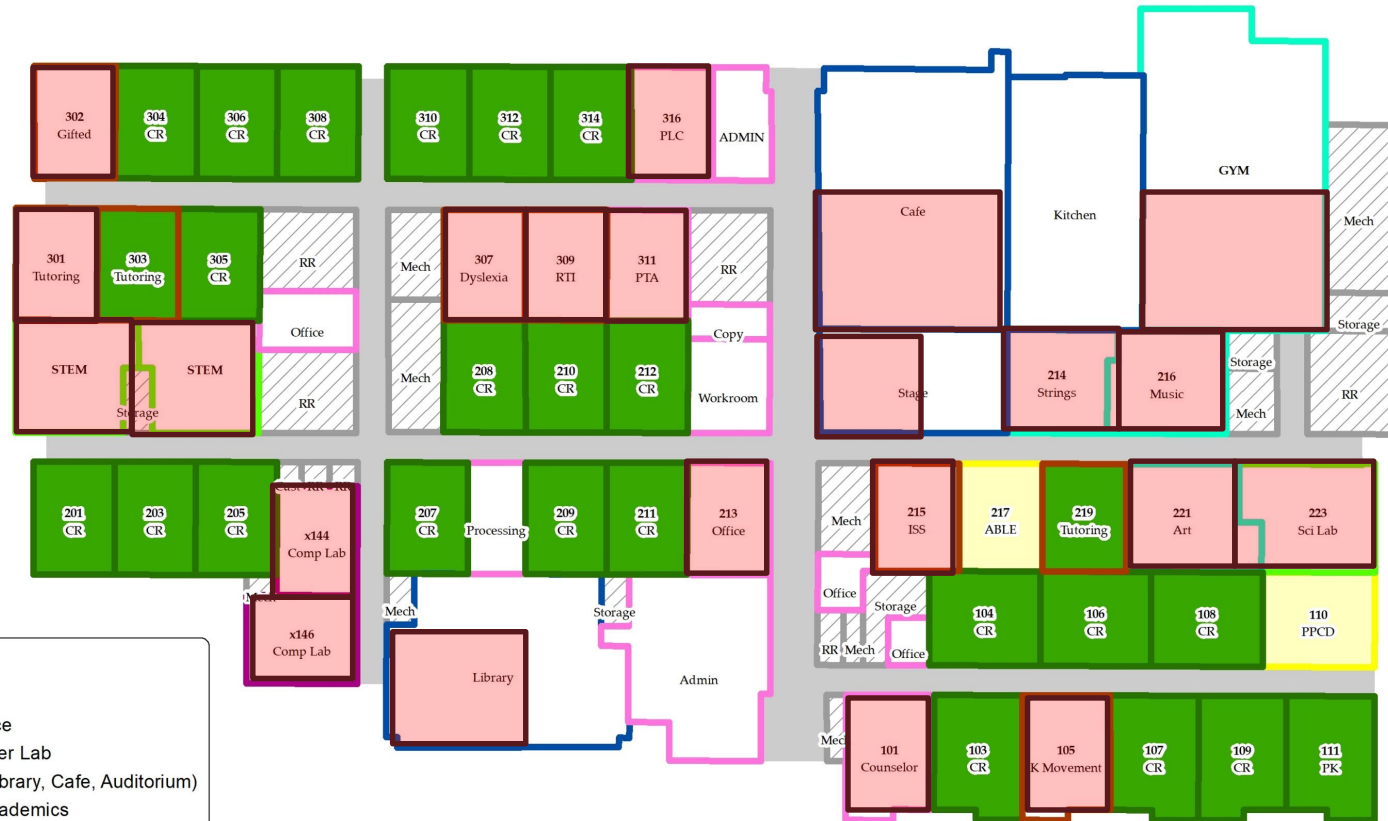 302
Gifted
304
CR
306
CR
308
CR
310
CR
312
CR
314
CR
316
PLC
ADMIN
GYM
Cafe
Kitchen
Mech
301
Tutoring
303
Tutoring
305
CR
RR
Mech
307
Dyslexia
309
RTI
311
PTA
RR
Office
Copy
Storage
STEM
STEM
Storage
RR
Mech
208
CR
210
CR
212
CR
Workroom
Stage
214
Strings
216
Music
Storage
Mech
RR
201
CR
203
CR
205
CR
Cust
RR
RR
x144
Comp Lab
Mech
x146
Comp Lab
207
CR
Processing
209
CR
211
CR
213
Office
Mech
Storage
Library
Admin
Mech
215
ISS
217
ABLE
219
Tutoring
221
Art
223
Sci Lab
Office
Storage
RR
Mech
Office
104
CR
106
CR
108
CR
110
PPCD
Mech
101
Counselor
103
CR
105
K Movement
107
CR
109
CR
111
PK
ce
er Lab
ibrary, Cafe, Auditorium)
ademics